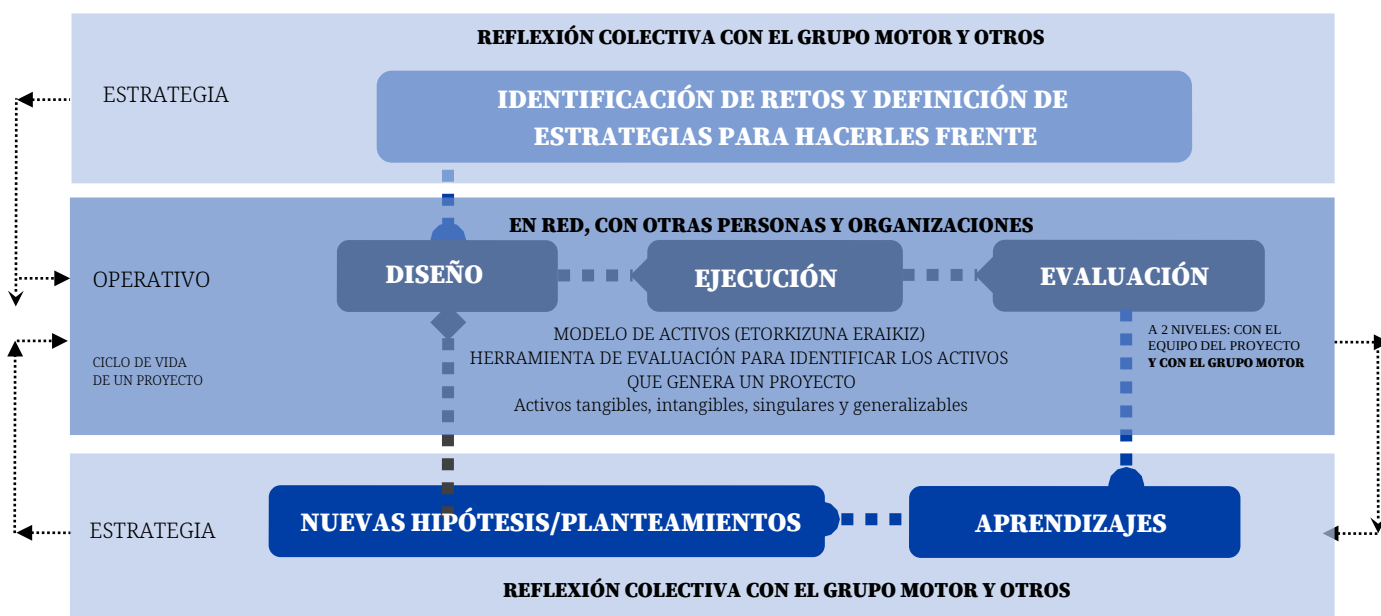 REFLEXIÓN COLECTIVA CON EL GRUPO MOTOR Y OTROS
ESTRATEGIA
IDENTIFICACIÓN DE RETOS Y DEFINICIÓN DE
ESTRATEGIAS PARA HACERLES FRENTE
EN RED, CON OTRAS PERSONAS Y ORGANIZACIONES
OPERATIVO
DISEÑO
EJECUCIÓN
EVALUACIÓN
CICLO DE VIDA
DE UN PROYECTO
MODELO DE ACTIVOS (ETORKIZUNA ERAIKIZ)
HERRAMIENTA DE EVALUACIÓN PARA IDENTIFICAR LOS ACTIVOS
QUE GENERA UN PROYECTO
Activos tangibles, intangibles, singulares y generalizables
A 2 NIVELES: CON EL
EQUIPO DEL PROYECTO
Y CON EL GRUPO MOTOR
ESTRATEGIA
NUEVAS HIPÓTESIS/PLANTEAMIENTOS
APRENDIZAJES
REFLEXIÓN COLECTIVA CON EL GRUPO MOTOR Y OTROS